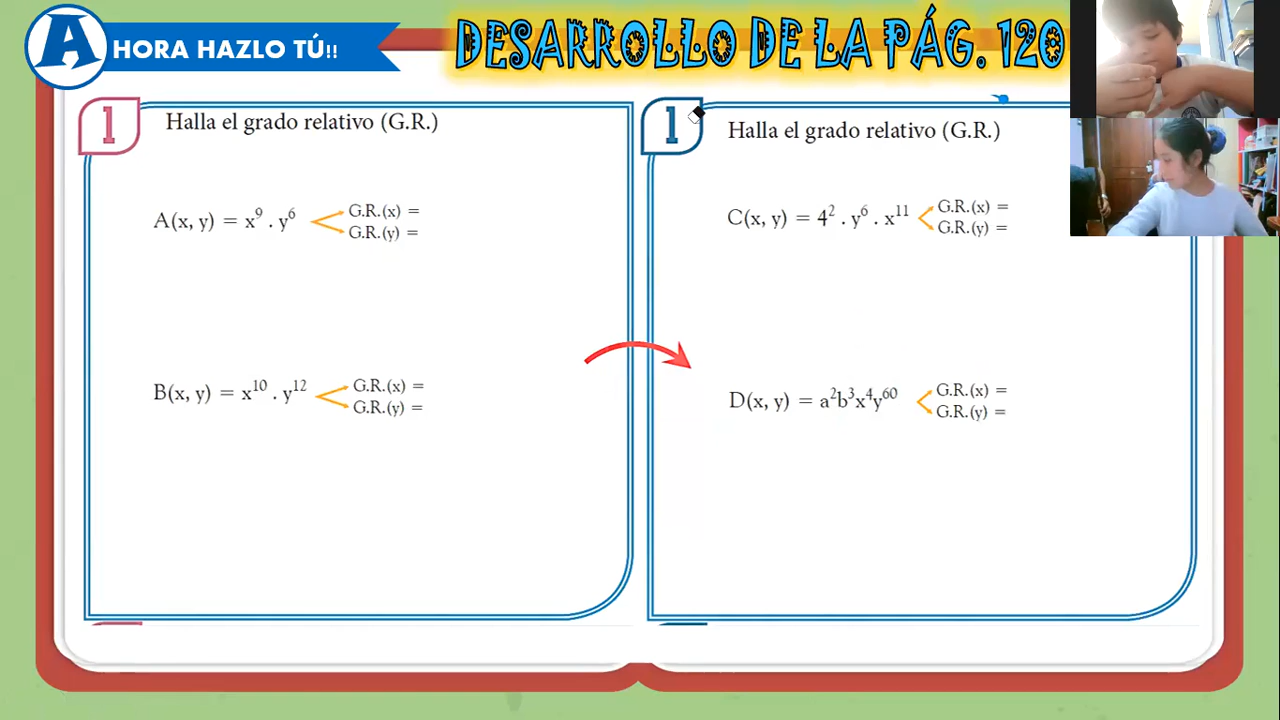 AHORA HAZLO TÚ!!
DESARROLLO DE LA PÁG. 120
1
Halla el grado relativo (G.R.)
A(x, y) = x⁹ . y⁶
G.R.(x) =
G.R.(y) =
B(x, y) = x¹⁰ . y¹²
G.R.(x) =
G.R.(y) =
1
Halla el grado relativo (G.R.)
C(x, y) = 4² . y⁶ . x¹¹
G.R.(x) =
G.R.(y) =
D(x, y) = a²b³x⁴y⁶⁰
G.R.(x) =
G.R.(y) =